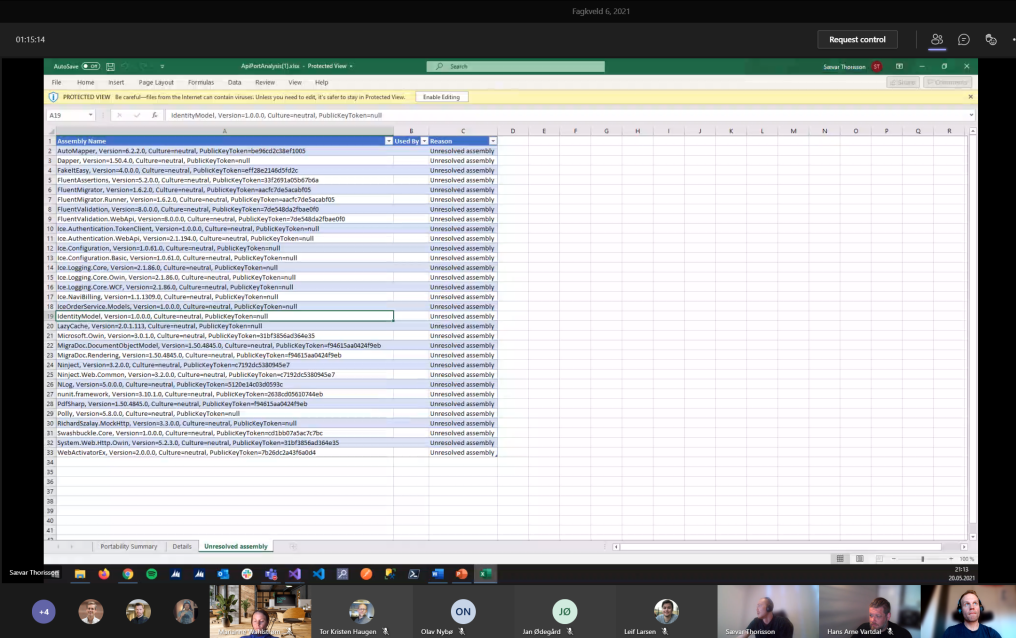 Fagkveld 6, 2021
01:15:14
Request control
AutoSave Off
ApiPortAnalysis(1).xlsx - Protected View
Search
Sævar Thorisson ST
File Home Insert Page Layout Formulas Data Review View Help
Share Comments
PROTECTED VIEW Be careful—files from the Internet can contain viruses. Unless you need to edit, it's safer to stay in Protected View. Enable Editing
A19 fx IdentityModel, Version=1.0.0.0, Culture=neutral, PublicKeyToken=null
A B C D E F G H I J K L M N O P Q R
1 Assembly Name Used By Reason
2 AutoMapper, Version=6.2.2.0, Culture=neutral, PublicKeyToken=be96cd2c38ef1005 Unresolved assembly
3 Dapper, Version=1.50.4.0, Culture=neutral, PublicKeyToken=null Unresolved assembly
4 FakeItEasy, Version=4.0.0.0, Culture=neutral, PublicKeyToken=eff28e2146d5fd2c Unresolved assembly
5 FluentAssertions, Version=5.2.0.0, Culture=neutral, PublicKeyToken=33f2691a05b67b6a Unresolved assembly
6 FluentMigrator, Version=1.6.2.0, Culture=neutral, PublicKeyToken=aacfc7de5acabf05 Unresolved assembly
7 FluentMigrator.Runner, Version=1.6.2.0, Culture=neutral, PublicKeyToken=aacfc7de5acabf05 Unresolved assembly
8 FluentValidation, Version=8.0.0.0, Culture=neutral, PublicKeyToken=7de548da2fbae0f0 Unresolved assembly
9 FluentValidation.WebApi, Version=8.0.0.0, Culture=neutral, PublicKeyToken=7de548da2fbae0f0 Unresolved assembly
10 Ice.Authentication.TokenClient, Version=1.0.0.0, Culture=neutral, PublicKeyToken=null Unresolved assembly
11 Ice.Authentication.WebApi, Version=2.1.194.0, Culture=neutral, PublicKeyToken=null Unresolved assembly
12 Ice.Configuration, Version=1.0.61.0, Culture=neutral, PublicKeyToken=null Unresolved assembly
13 Ice.Configuration.Basic, Version=1.0.61.0, Culture=neutral, PublicKeyToken=null Unresolved assembly
14 Ice.Logging.Core, Version=2.1.86.0, Culture=neutral, PublicKeyToken=null Unresolved assembly
15 Ice.Logging.Core.Owin, Version=2.1.86.0, Culture=neutral, PublicKeyToken=null Unresolved assembly
16 Ice.Logging.Core.WCF, Version=2.1.86.0, Culture=neutral, PublicKeyToken=null Unresolved assembly
17 Ice.NaviBilling, Version=1.1.1309.0, Culture=neutral, PublicKeyToken=null Unresolved assembly
18 IceOrderService.Models, Version=1.0.0.0, Culture=neutral, PublicKeyToken=null Unresolved assembly
19 IdentityModel, Version=1.0.0.0, Culture=neutral, PublicKeyToken=null Unresolved assembly
20 LazyCache, Version=2.0.1.113, Culture=neutral, PublicKeyToken=null Unresolved assembly
21 Microsoft.Owin, Version=3.0.1.0, Culture=neutral, PublicKeyToken=31bf3856ad364e35 Unresolved assembly
22 MigraDoc.DocumentObjectModel, Version=1.50.4845.0, Culture=neutral, PublicKeyToken=f94615aa0424f9eb Unresolved assembly
23 MigraDoc.Rendering, Version=1.50.4845.0, Culture=neutral, PublicKeyToken=f94615aa0424f9eb Unresolved assembly
24 Ninject, Version=3.2.0.0, Culture=neutral, PublicKeyToken=c7192dc5380945e7 Unresolved assembly
25 Ninject.Web.Common, Version=3.2.0.0, Culture=neutral, PublicKeyToken=c7192dc5380945e7 Unresolved assembly
26 NLog, Version=5.0.0.0, Culture=neutral, PublicKeyToken=5120e14c03d0593c Unresolved assembly
27 nunit.framework, Version=3.10.1.0, Culture=neutral, PublicKeyToken=2638cd05610744eb Unresolved assembly
28 PdfSharp, Version=1.50.4845.0, Culture=neutral, PublicKeyToken=f94615aa0424f9eb Unresolved assembly
29 Polly, Version=5.8.0.0, Culture=neutral, PublicKeyToken=null Unresolved assembly
30 RichardSzalay.MockHttp, Version=3.3.0.0, Culture=neutral, PublicKeyToken=null Unresolved assembly
31 Swashbuckle.Core, Version=1.0.0.0, Culture=neutral, PublicKeyToken=cd1bb07a5ac7c7bc Unresolved assembly
32 System.Web.Http.Owin, Version=5.2.3.0, Culture=neutral, PublicKeyToken=31bf3856ad364e35 Unresolved assembly
33 WebActivatorEx, Version=2.0.0.0, Culture=neutral, PublicKeyToken=7b26dc2a43f6a0d4 Unresolved assembly
34
35
36
37
38
39
40
41
42
Portability Summary Details Unresolved assembly
100 %
Sævar Thorisson
21:13
20.05.2021
+4
ON
JØ
Tor Kristen Haugen
Olav Nybø
Jan Ødegård
Leif Larsen
Sævar Thorisson
Hans Arne Vartdal